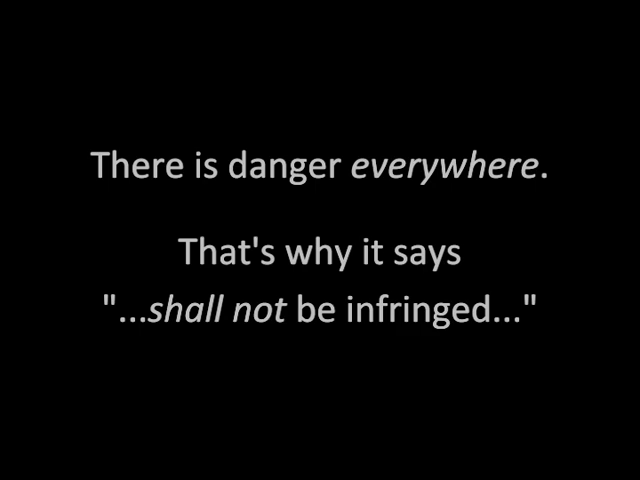 There is danger everywhere.
That's why it says
"...shall not be infringed..."